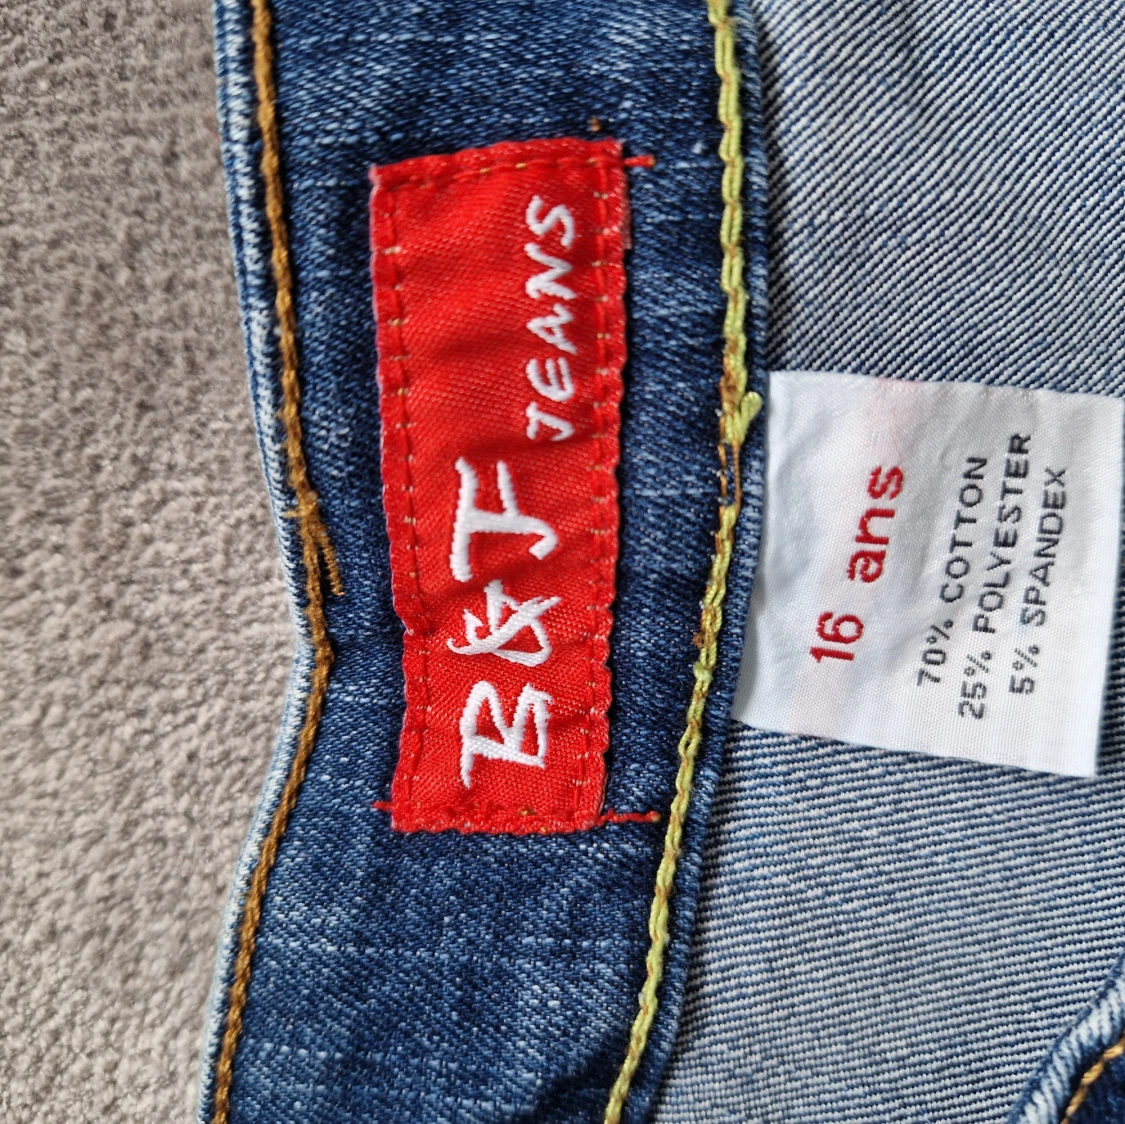 B&F
JEANS
16 ans
70% COTTON
25% POLYESTER
5% SPANDEX